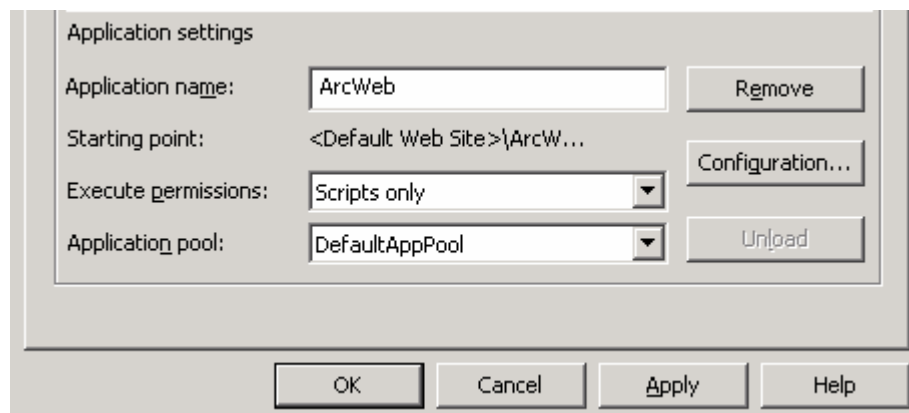 Application settings
Application name: ArcWeb Remove
Starting point: <Default Web Site>\ArcW...
Configuration...
Execute permissions: Scripts only
Application pool: DefaultAppPool Unload
OK Cancel Apply Help